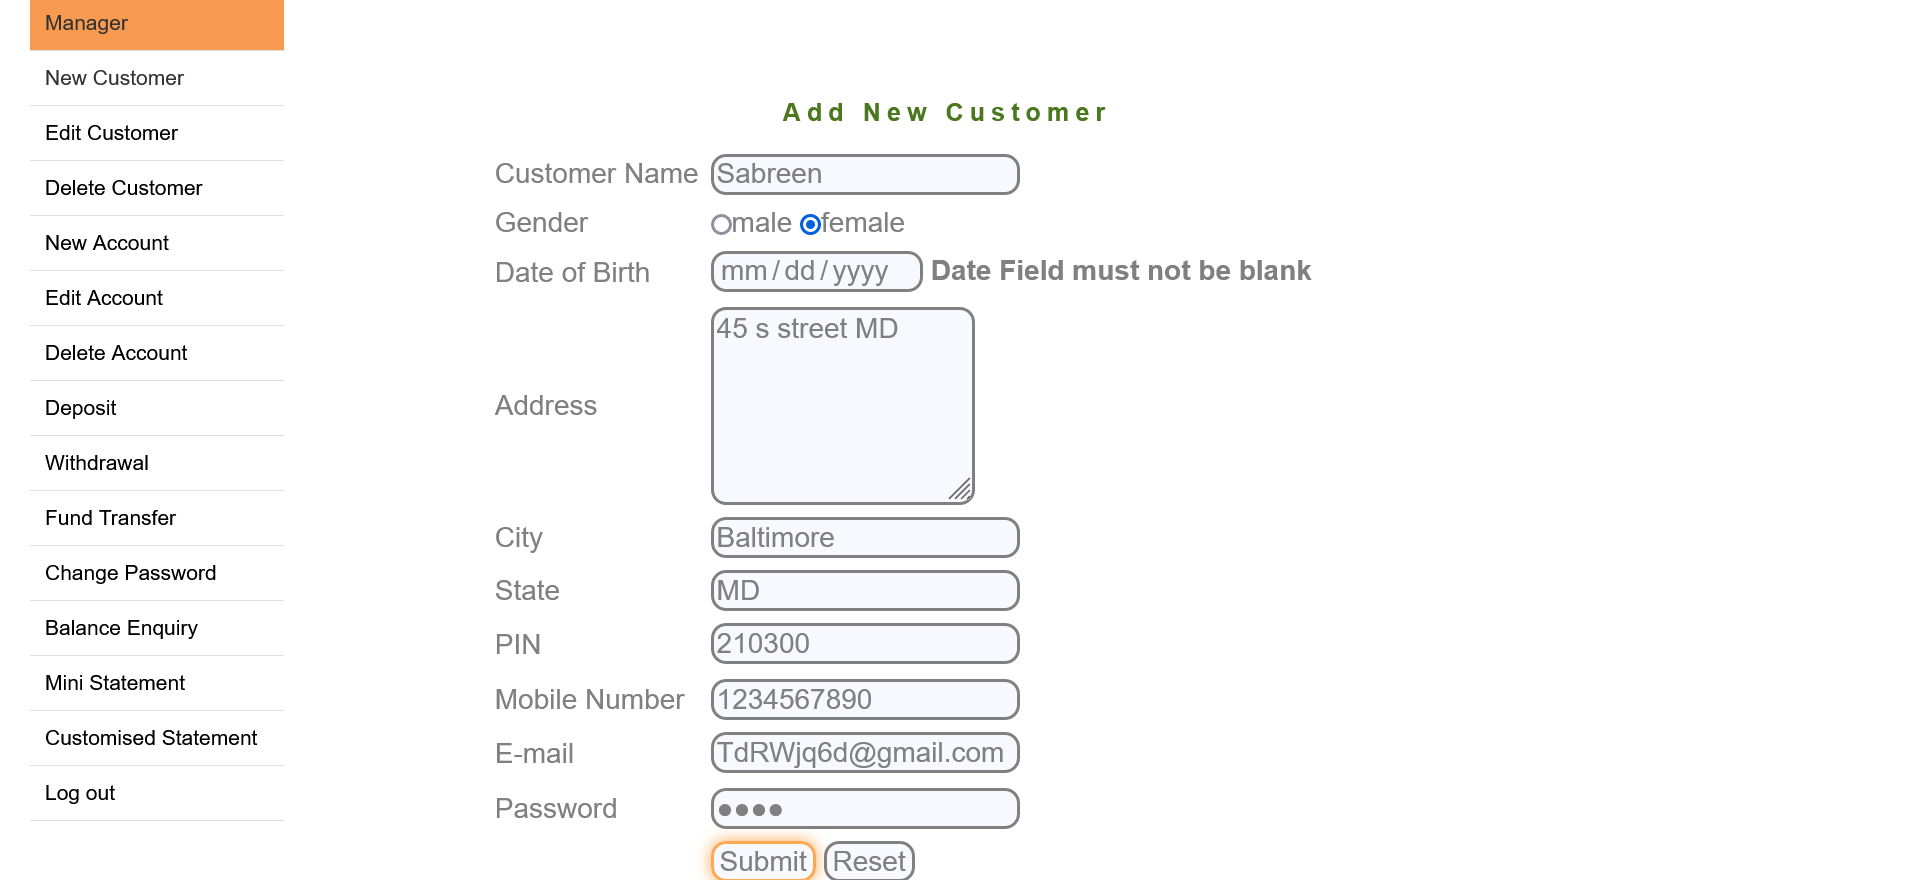 Manager
New Customer
Edit Customer
Delete Customer
New Account
Edit Account
Delete Account
Deposit
Withdrawal
Fund Transfer
Change Password
Balance Enquiry
Mini Statement
Customised Statement
Log out
Add New Customer
Customer Name Sabreen
Gender male female
Date of Birth mm/dd/yyyy Date Field must not be blank
Address 45 s street MD
City Baltimore
State MD
PIN 210300
Mobile Number 1234567890
E-mail TdRWjq6d@gmail.com
Password ••••
Submit Reset